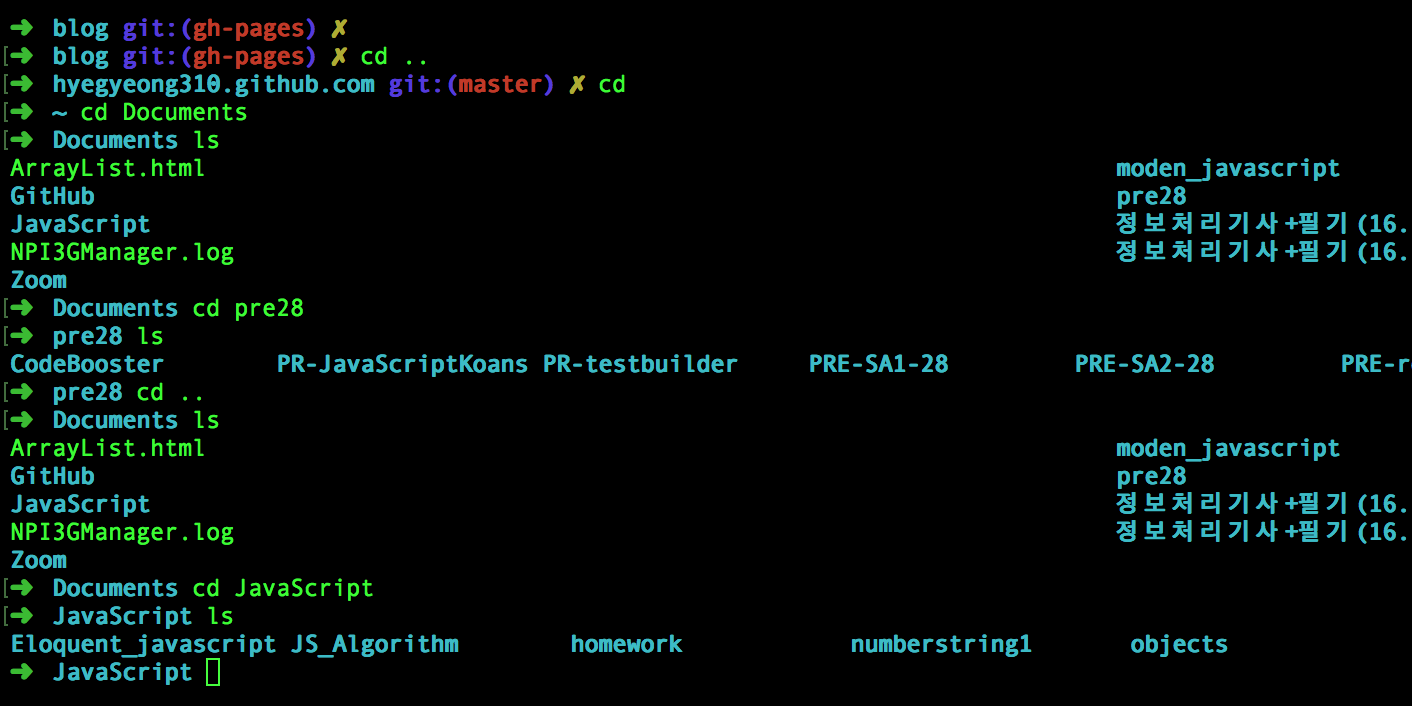 ➜ blog git:(gh-pages) ✗
[➜ blog git:(gh-pages) ✗ cd ..
[➜ hyegyeong310.github.com git:(master) ✗ cd
[➜ ~ cd Documents
[➜ Documents ls
ArrayList.html moden_javascript
GitHub pre28
JavaScript 정보처리기사+필기(16.
NPI3GManager.log 정보처리기사+필기(16.
Zoom
[➜ Documents cd pre28
[➜ pre28 ls
CodeBooster PR-JavaScriptKoans PR-testbuilder PRE-SA1-28 PRE-SA2-28
[➜ pre28 cd ..
[➜ Documents ls
ArrayList.html moden_javascript
GitHub pre28
JavaScript 정보처리기사+필기(16.
NPI3GManager.log 정보처리기사+필기(16.
Zoom
[➜ Documents cd JavaScript
[➜ JavaScript ls
Eloquent_javascript JS_Algorithm homework numberstring1 objects
➜ JavaScript